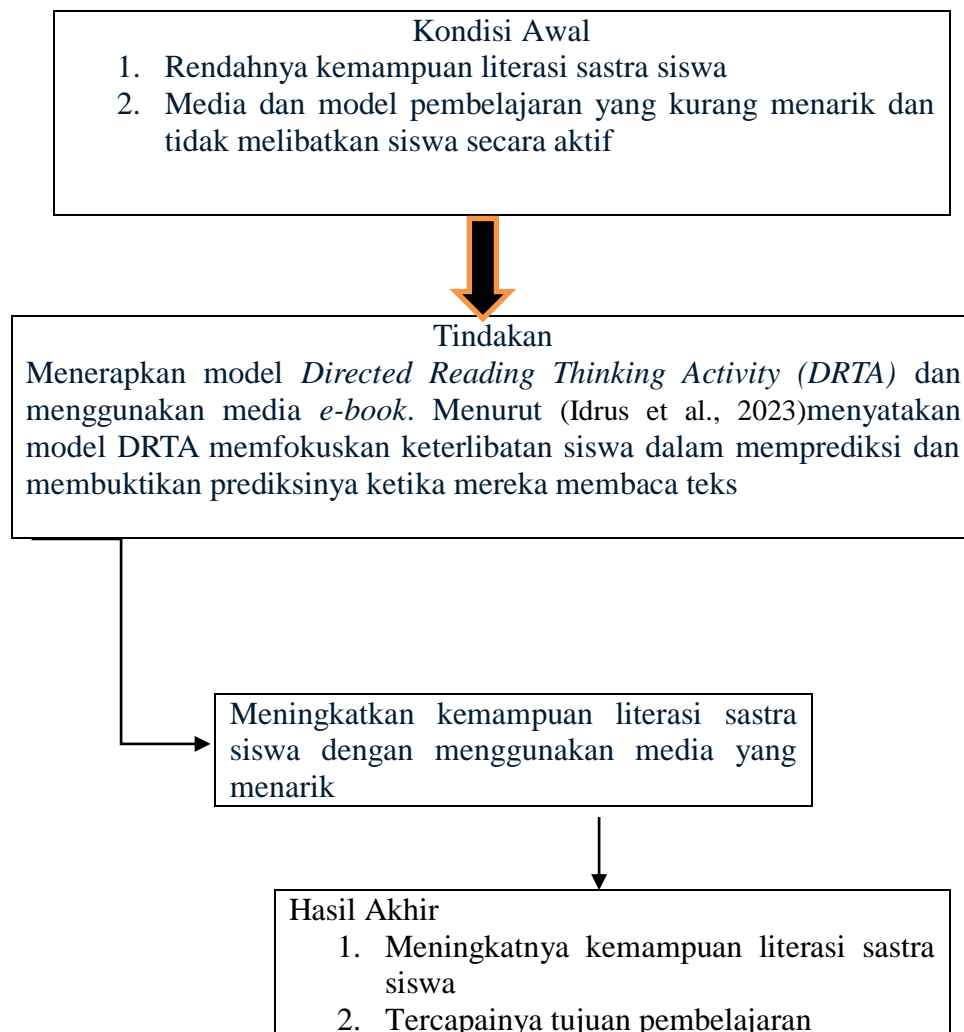 Kondisi Awal
1. Rendahnya kemampuan literasi sastra siswa
2. Media dan model pembelajaran yang kurang menarik dan
tidak melibatkan siswa secara aktif
Tindakan
Menerapkan model Directed Reading Thinking Activity (DRTA) dan
menggunakan media e-book. Menurut (Idrus et al., 2023)menyatakan
model DRTA memfokuskan keterlibatan siswa dalam memprediksi dan
membuktikan prediksinya ketika mereka membaca teks
Meningkatkan kemampuan literasi sastra
siswa dengan menggunakan media yang
menarik
Hasil Akhir
1. Meningkatnya kemampuan literasi sastra
siswa
2. Tercapainya tujuan pembelajaran